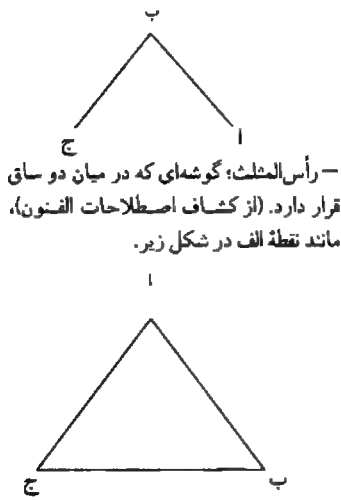 ب
ج ا
— رأس‌المثلث؛ گوشه‌ای که در میان دو ساق
قرار دارد. (از کشاف اصطلاحات الفنون)،
مانند نقطهٔ الف در شکل زیر.
ا
ج ب